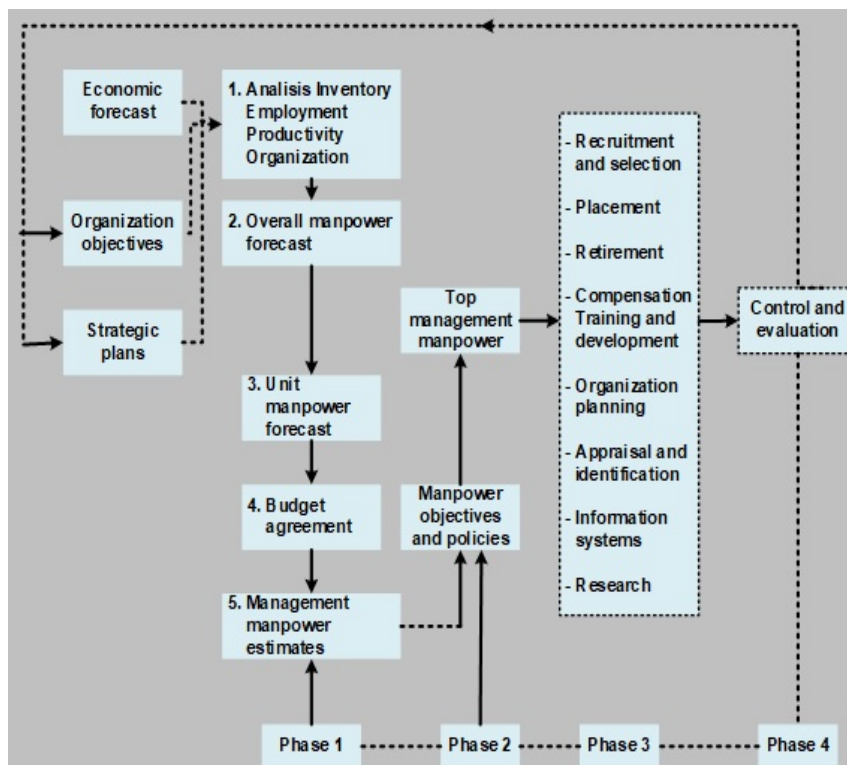 Economic
forecast
Organization
objectives
Strategic
plans
1. Analisis Inventory
Employment
Productivity
Organization
2. Overall manpower
forecast
3. Unit
manpower
forecast
4. Budget
agreement
5. Management
manpower
estimates
Top
management
manpower
Manpower
objectives
and policies
- Recruitment
and selection
- Placement
- Retirement
- Compensation
Training and
development
- Organization
planning
- Appraisal and
identification
- Information
systems
- Research
Control and
evaluation
Phase 1
Phase 2
Phase 3
Phase 4